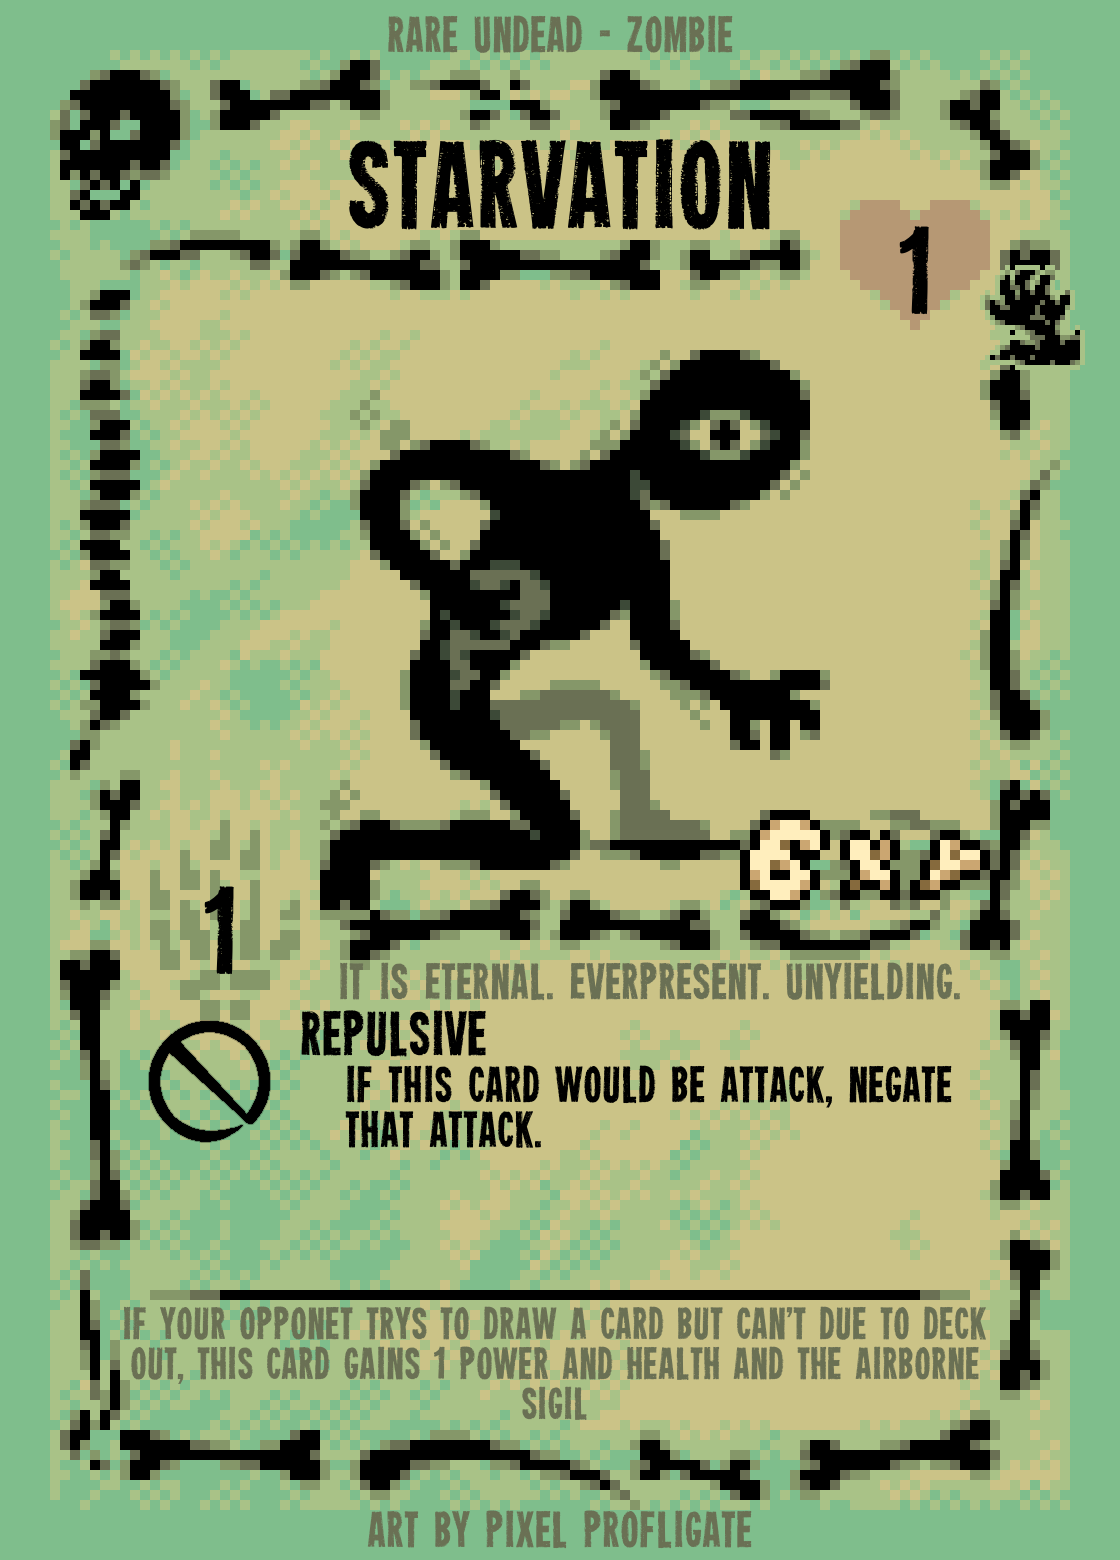 RARE UNDEAD - ZOMBIE
STARVATION
1
6 X
1
IT IS ETERNAL. EVERPRESENT. UNYIELDING.
REPULSIVE
IF THIS CARD WOULD BE ATTACK, NEGATE
THAT ATTACK.
IF YOUR OPPONET TRYS TO DRAW A CARD BUT CAN'T DUE TO DECK
OUT, THIS CARD GAINS 1 POWER AND HEALTH AND THE AIRBORNE
SIGIL
ART BY PIXEL PROFLIGATE